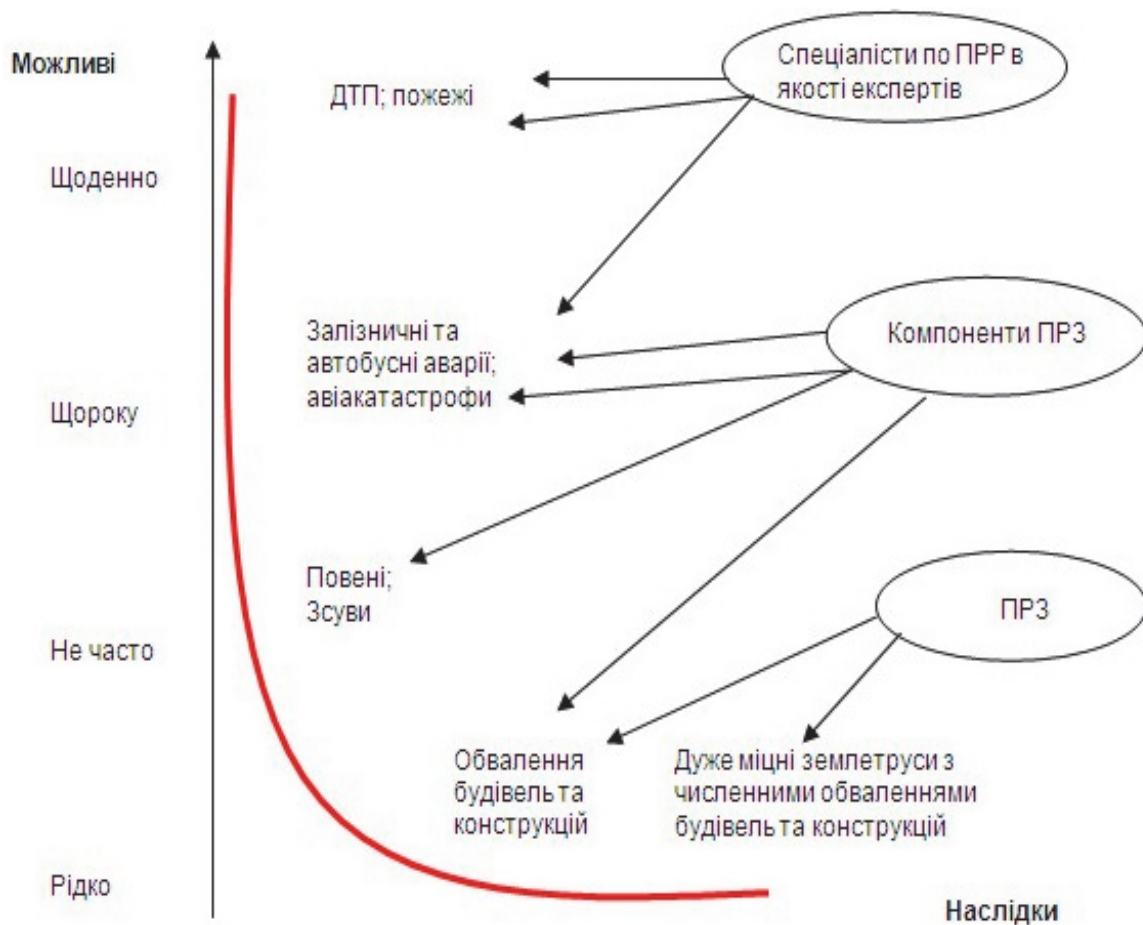 Можливі
Спеціалісти по ПРР в
якості експертів
ДТП; пожежі
Щоденно
Залізничні та
автобусні аварії;
авіакатастрофи
Компоненти ПРЗ
Щороку
Повені;
Зсуви
ПРЗ
Не часто
Обвалення
будівель та
конструкцій
Дуже міцні землетруси з
численними обваленнями
будівель та конструкцій
Рідко
Наслідки